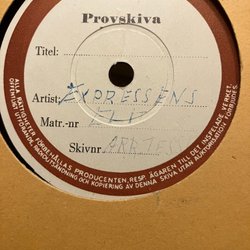 Provskiva
Titel:
Artist: EXPRESSENS
Matr.-nr
Skivnr
ALLA RÄTTIGHETER FÖRBEHÅLLAS PRODUCENTEN, RESP. ÄGAREN TILL DET INSPELADE VERKET.
OFFENTLIGT UTFÖRANDE, RADIOUTSÄNDNING OCH KOPIERING AV DENNA SKIVA UTAN AUKTORISATION FÖRBJUDES.